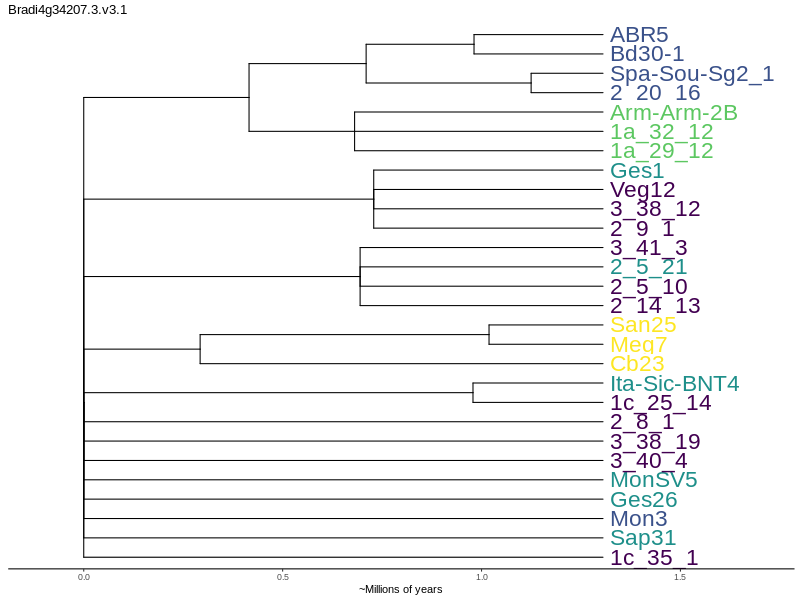 Bradi4g34207.3.v3.1
ABR5
Bd30-1
Spa-Sou-Sg2_1
2_20_16
Arm-Arm-2B
1a_32_12
1a_29_12
Ges1
Veg12
3_38_12
2_9_1
3_41_3
2_5_21
2_5_10
2_14_13
San25
Meg7
Cb23
Ita-Sic-BNT4
1c_25_14
2_8_1
3_38_19
3_40_4
MonSV5
Ges26
Mon3
Sap31
1c_35_1
0.0 0.5 1.0 1.5
~Millions of years